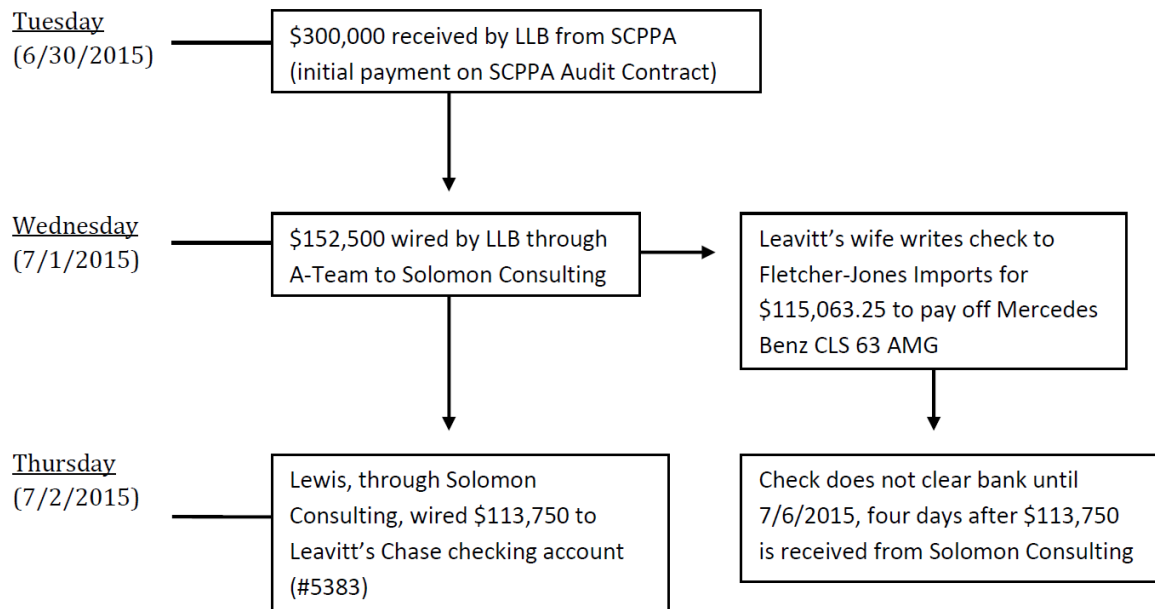 Tuesday
(6/30/2015)
$300,000 received by LLB from SCPPA
(initial payment on SCPPA Audit Contract)
Wednesday
(7/1/2015)
$152,500 wired by LLB through
A-Team to Solomon Consulting
Leavitt’s wife writes check to
Fletcher-Jones Imports for
$115,063.25 to pay off Mercedes
Benz CLS 63 AMG
Thursday
(7/2/2015)
Lewis, through Solomon
Consulting, wired $113,750 to
Leavitt’s Chase checking account
(#5383)
Check does not clear bank until
7/6/2015, four days after $113,750
is received from Solomon Consulting